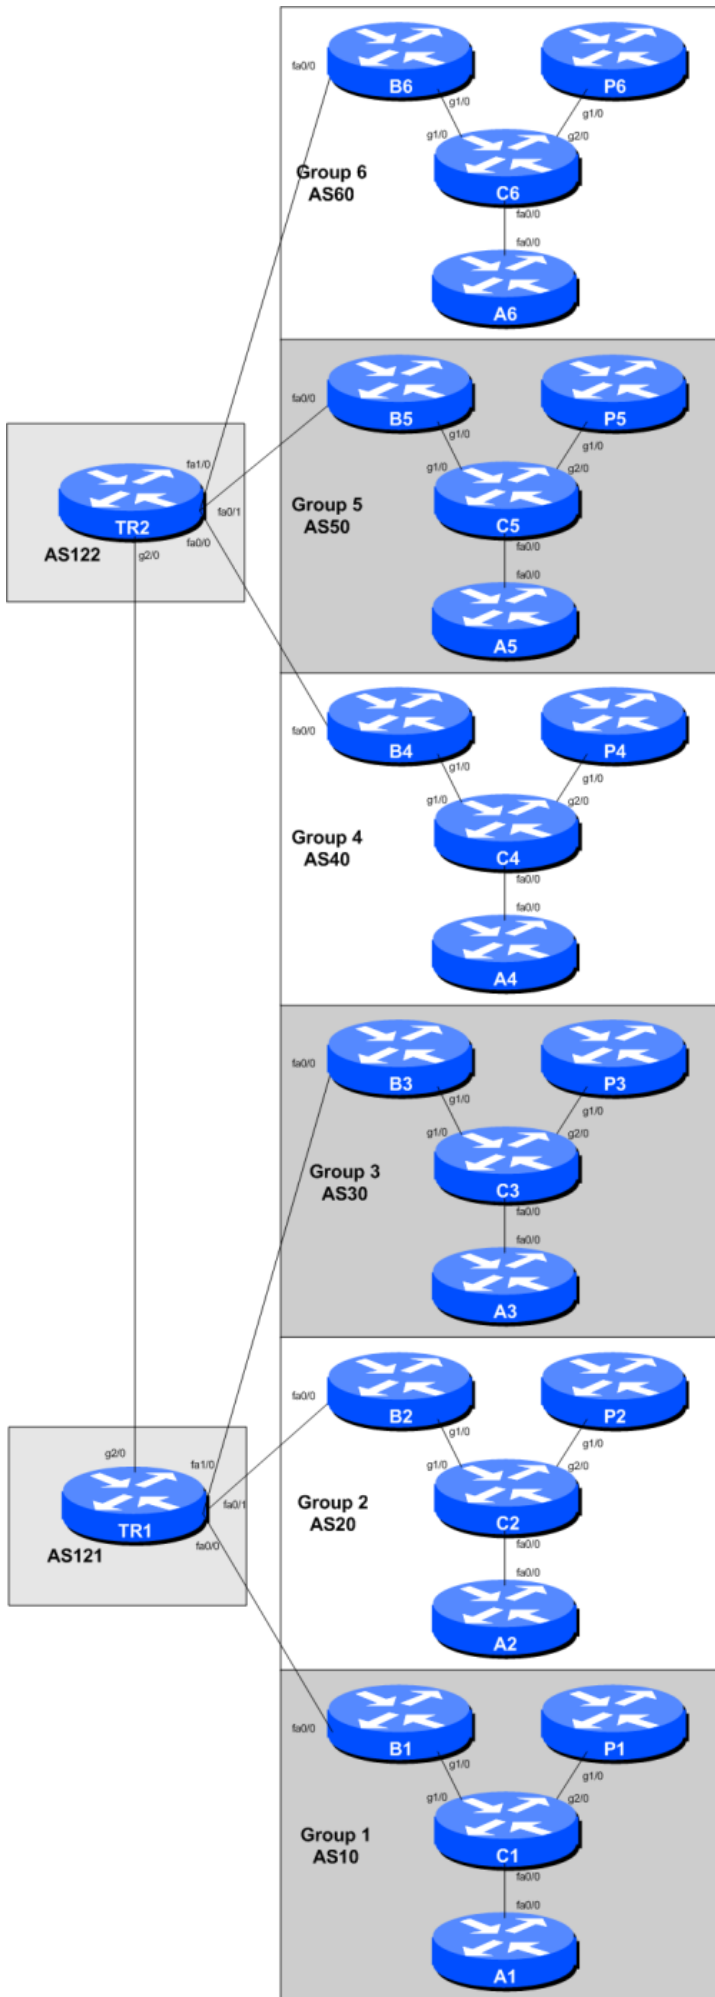 fa0/0
B6
P6
g1/0
g1/0
g1/0
g2/0
Group 6
AS60
C6
fa0/0
fa0/0
A6
fa0/0
B5
P5
g1/0
g1/0
g1/0
g2/0
Group 5
AS50
C5
fa0/0
fa0/0
A5
fa1/0
fa0/1
TR2
fa0/0
AS122
g2/0
fa0/0
B4
P4
g1/0
g1/0
g1/0
g2/0
Group 4
AS40
C4
fa0/0
fa0/0
A4
fa0/0
B3
P3
g1/0
g1/0
g1/0
g2/0
Group 3
AS30
C3
fa0/0
fa0/0
A3
fa0/0
B2
P2
g1/0
g1/0
g1/0
g2/0
Group 2
AS20
C2
fa0/0
fa0/0
A2
g2/0
fa1/0
fa0/1
TR1
fa0/0
AS121
fa0/0
B1
P1
g1/0
g1/0
g1/0
g2/0
Group 1
AS10
C1
fa0/0
fa0/0
A1